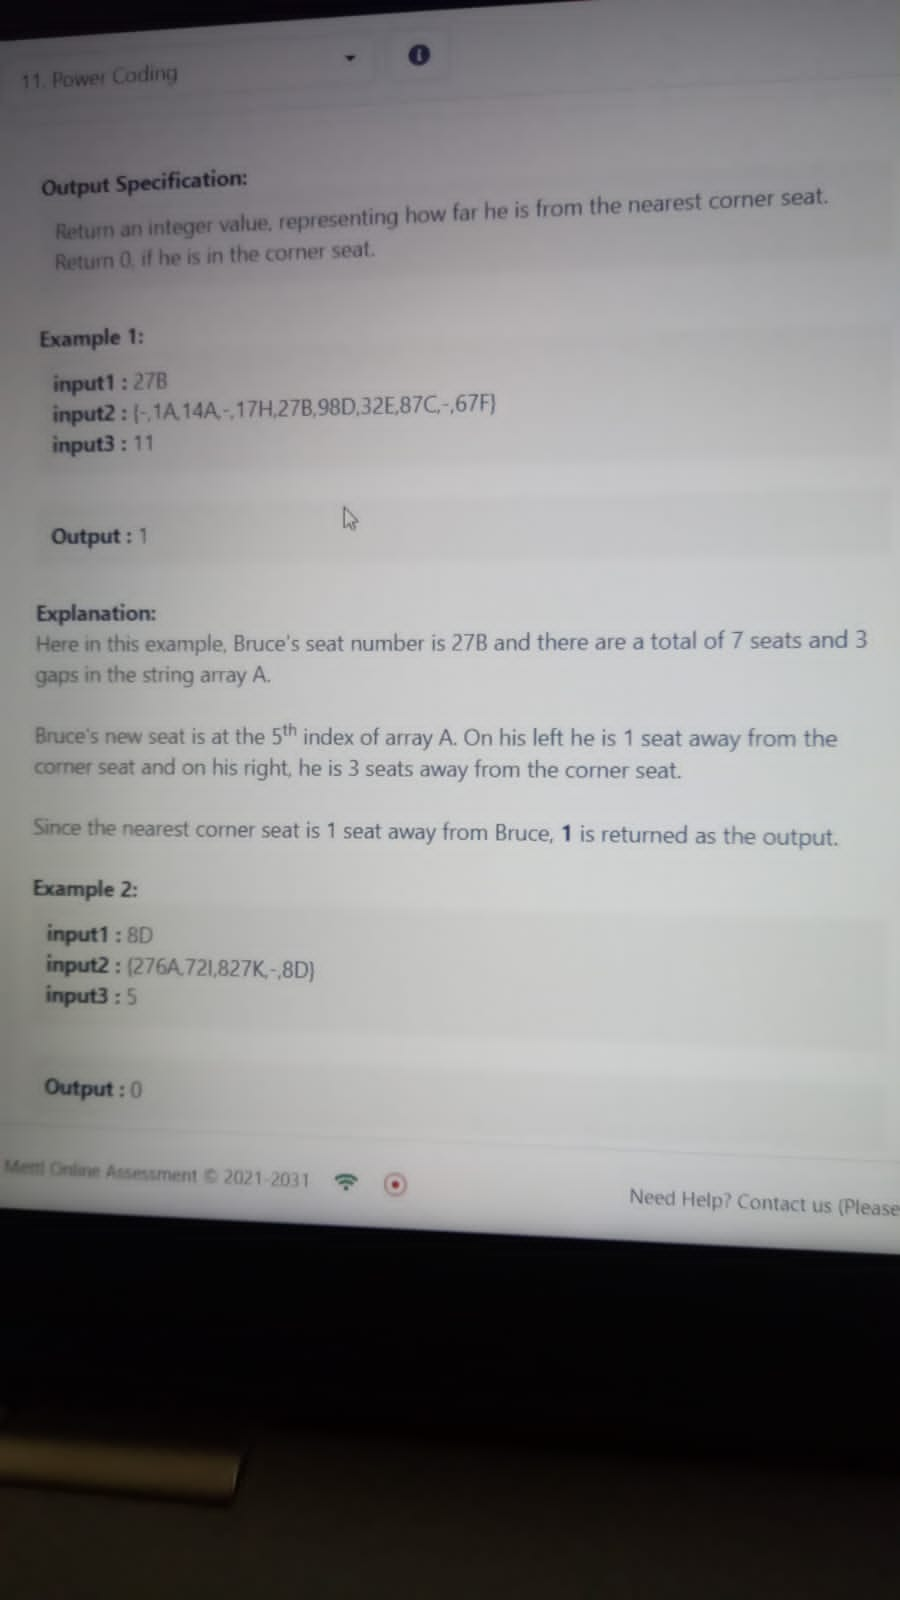 11. Power Coding
Output Specification:
Return an integer value, representing how far he is from the nearest corner seat.
Return 0, if he is in the corner seat.
Example 1:
input1 : 27B
input2 : {-,1A,14A,-,17H,27B,98D,32E,87C,-,67F}
input3 : 11
Output : 1
Explanation:
Here in this example, Bruce's seat number is 27B and there are a total of 7 seats and 3
gaps in the string array A.
Bruce's new seat is at the 5th index of array A. On his left he is 1 seat away from the
corner seat and on his right, he is 3 seats away from the corner seat.
Since the nearest corner seat is 1 seat away from Bruce, 1 is returned as the output.
Example 2:
input1 : 8D
input2 : {276A,72I,827K,-,8D}
input3 : 5
Output : 0
Mettl Online Assessment © 2021-2031
Need Help? Contact us (Please